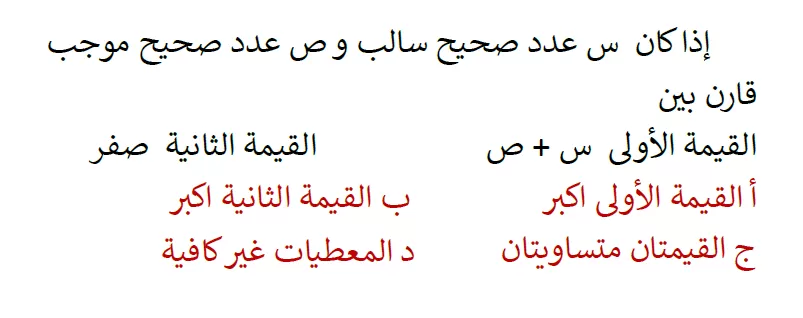 إذا كان س عدد صحيح سالب و ص عدد صحيح موجب
قارن بين
القيمة الأولى س + ص القيمة الثانية صفر
أ القيمة الأولى اكبر ب القيمة الثانية اكبر
ج القيمتان متساويتان د المعطيات غير كافية